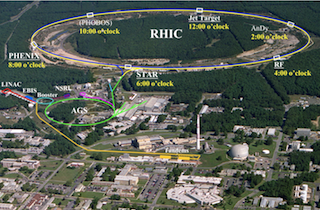 (PHOBOS)
10:00 o'clock
Jet Target
12:00 o'clock
RHIC
AnDy
2:00 o'clock
PHENIX
8:00 o'clock
RF
4:00 o'clock
STAR
6:00 o'clock
LINAC
EBIS
NSRL
Booster
AGS
Tandems